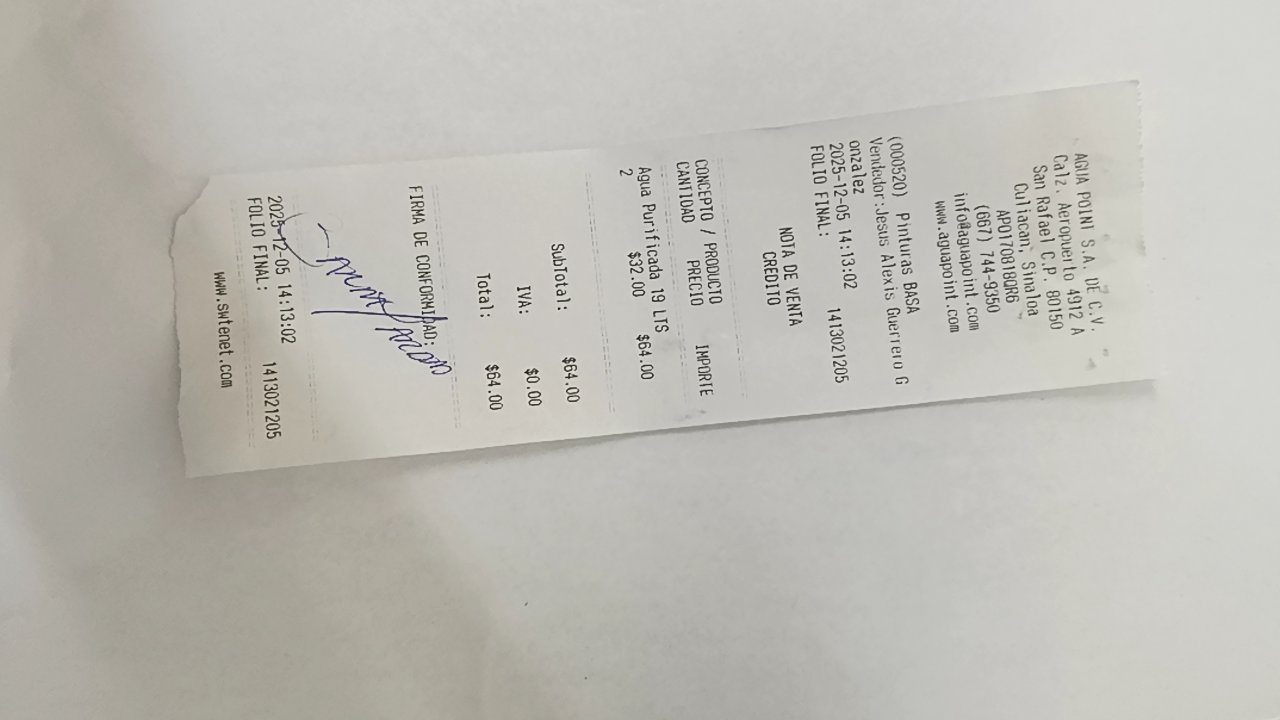 AGUA POINT S.A. DE C.V.
Calz. Aeropuerto 4912 A
San Rafael C.P. 80150
Culiacan, Sinaloa
APO170818QR6
(667) 744-9350
info@aguapoint.com
www.aguapoint.com
(000520) Pinturas BASA
Vendedor:Jesus Alexis Guerrero G
onzalez
2025-12-05 14:13:02
FOLIO FINAL: 1413021205
NOTA DE VENTA
CREDITO
CONCEPTO / PRODUCTO
CANTIDAD PRECIO IMPORTE
Agua Purificada 19 LTS
2 $32.00 $64.00
SubTotal: $64.00
IVA: $0.00
Total: $64.00
FIRMA DE CONFORMIDAD:
2025-12-05 14:13:02
FOLIO FINAL: 1413021205
www.swtenet.com